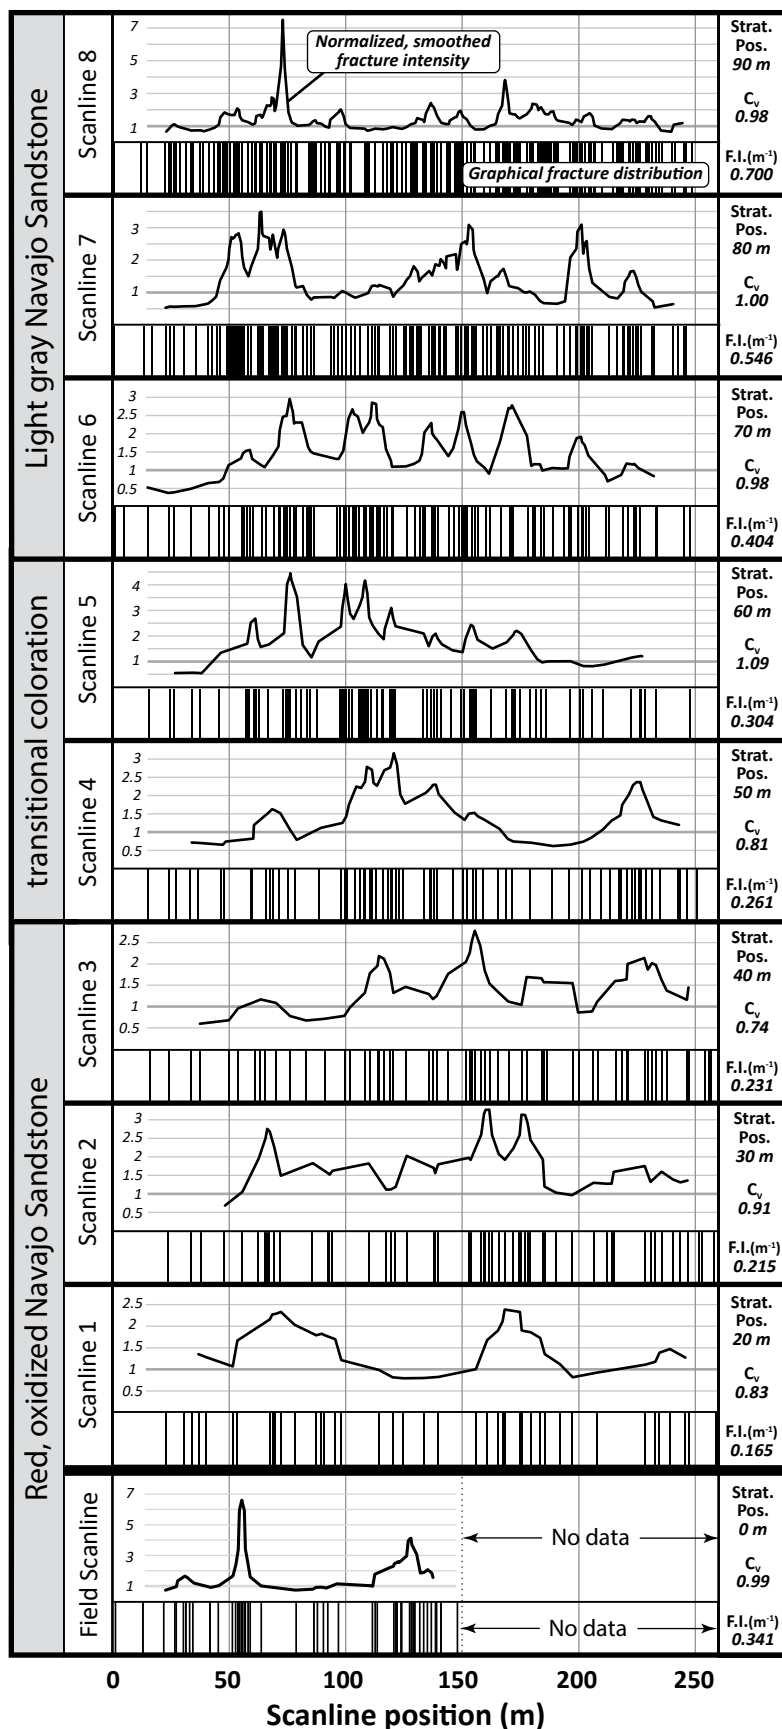 Light gray Navajo Sandstone
Scanline 8
7
5
3
1
Normalized, smoothed
fracture intensity
Graphical fracture distribution
Strat.
Pos.
90 m
Cv
0.98
F.I.(m⁻¹)
0.700
Scanline 7
3
2
1
Strat.
Pos.
80 m
Cv
1.00
F.I.(m⁻¹)
0.546
Scanline 6
3
2.5
2
1.5
1
0.5
Strat.
Pos.
70 m
Cv
0.98
F.I.(m⁻¹)
0.404
transitional coloration
Scanline 5
4
3
2
1
Strat.
Pos.
60 m
Cv
1.09
F.I.(m⁻¹)
0.304
Scanline 4
3
2.5
2
1.5
1
0.5
Strat.
Pos.
50 m
Cv
0.81
F.I.(m⁻¹)
0.261
Red, oxidized Navajo Sandstone
Scanline 3
2.5
2
1.5
1
0.5
Strat.
Pos.
40 m
Cv
0.74
F.I.(m⁻¹)
0.231
Scanline 2
3
2.5
2
1.5
1
0.5
Strat.
Pos.
30 m
Cv
0.91
F.I.(m⁻¹)
0.215
Scanline 1
2.5
2
1.5
1
0.5
Strat.
Pos.
20 m
Cv
0.83
F.I.(m⁻¹)
0.165
Field Scanline
7
5
3
1
No data
No data
Strat.
Pos.
0 m
Cv
0.99
F.I.(m⁻¹)
0.341
0 50 100 150 200 250
Scanline position (m)